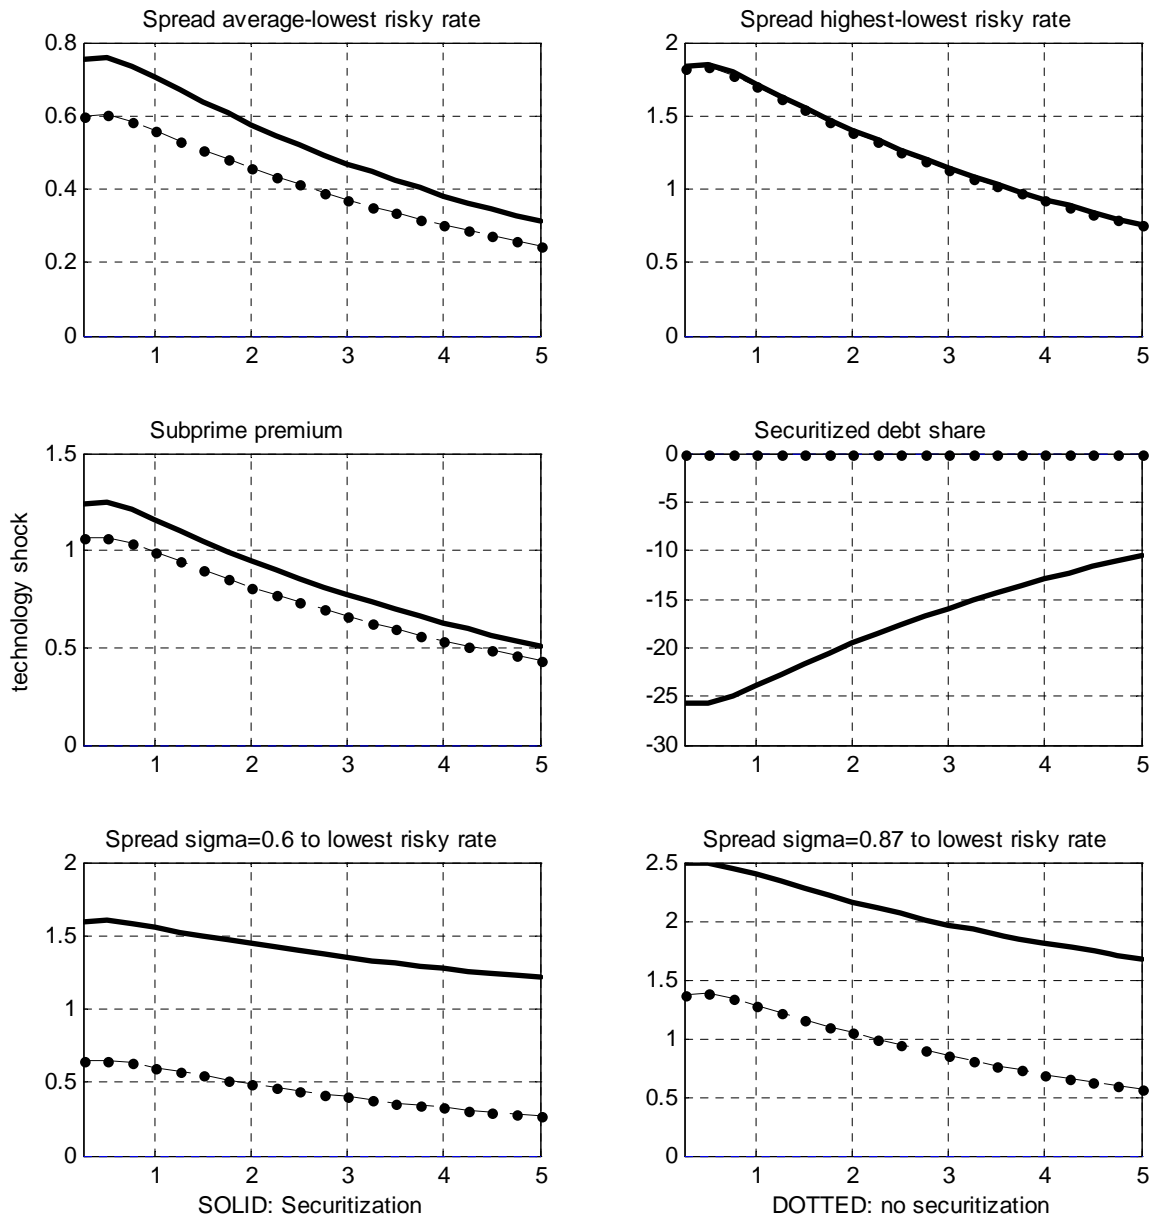 Spread average-lowest risky rate
0.8
0.6
0.4
0.2
0
1 2 3 4 5
Spread highest-lowest risky rate
2
1.5
1
0.5
0
1 2 3 4 5
technology shock
Subprime premium
1.5
1
0.5
0
1 2 3 4 5
Securitized debt share
0
-5
-10
-15
-20
-25
-30
1 2 3 4 5
Spread sigma=0.6 to lowest risky rate
2
1.5
1
0.5
0
1 2 3 4 5
SOLID: Securitization
Spread sigma=0.87 to lowest risky rate
2.5
2
1.5
1
0.5
0
1 2 3 4 5
DOTTED: no securitization